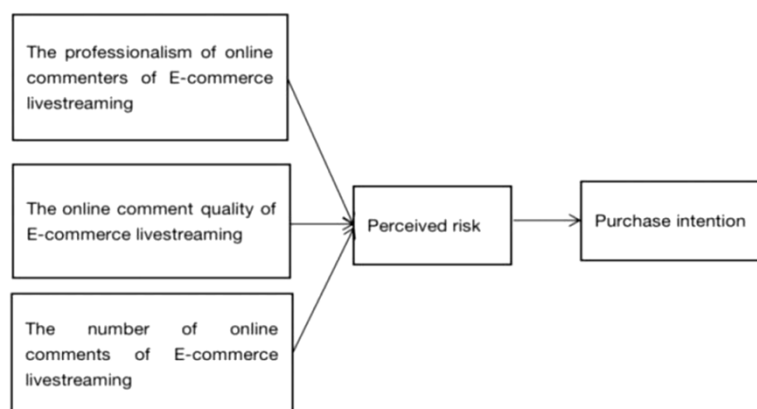 The professionalism of online
commenters of E-commerce
livestreaming
The online comment quality of
E-commerce livestreaming
The number of online
comments of E-commerce
livestreaming
Perceived risk
Purchase intention